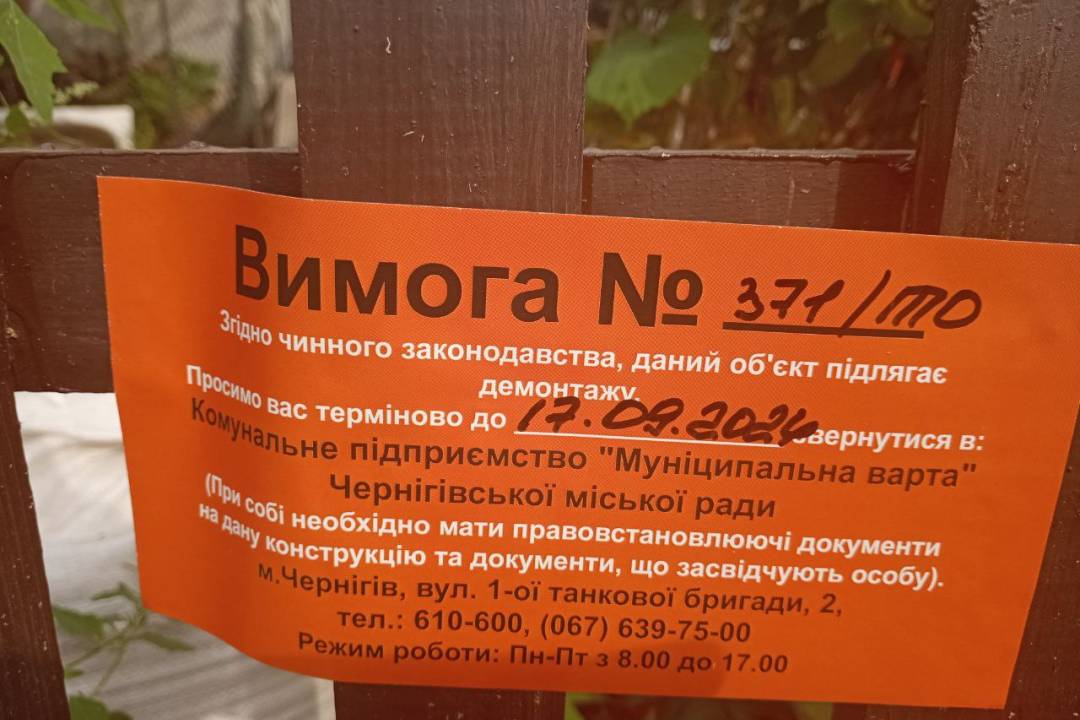 Вимога № 371/ТО
Згідно чинного законодавства, даний об'єкт підлягає
демонтажу.
Просимо вас терміново до 17.09.2024 звернутися в:
Комунальне підприємство "Муніципальна варта"
Чернігівської міської ради
(При собі необхідно мати правовстановлюючі документи
на дану конструкцію та документи, що засвідчують особу).
м.Чернігів, вул. 1-ої танкової бригади, 2,
тел.: 610-600, (067) 639-75-00
Режим роботи: Пн-Пт з 8.00 до 17.00